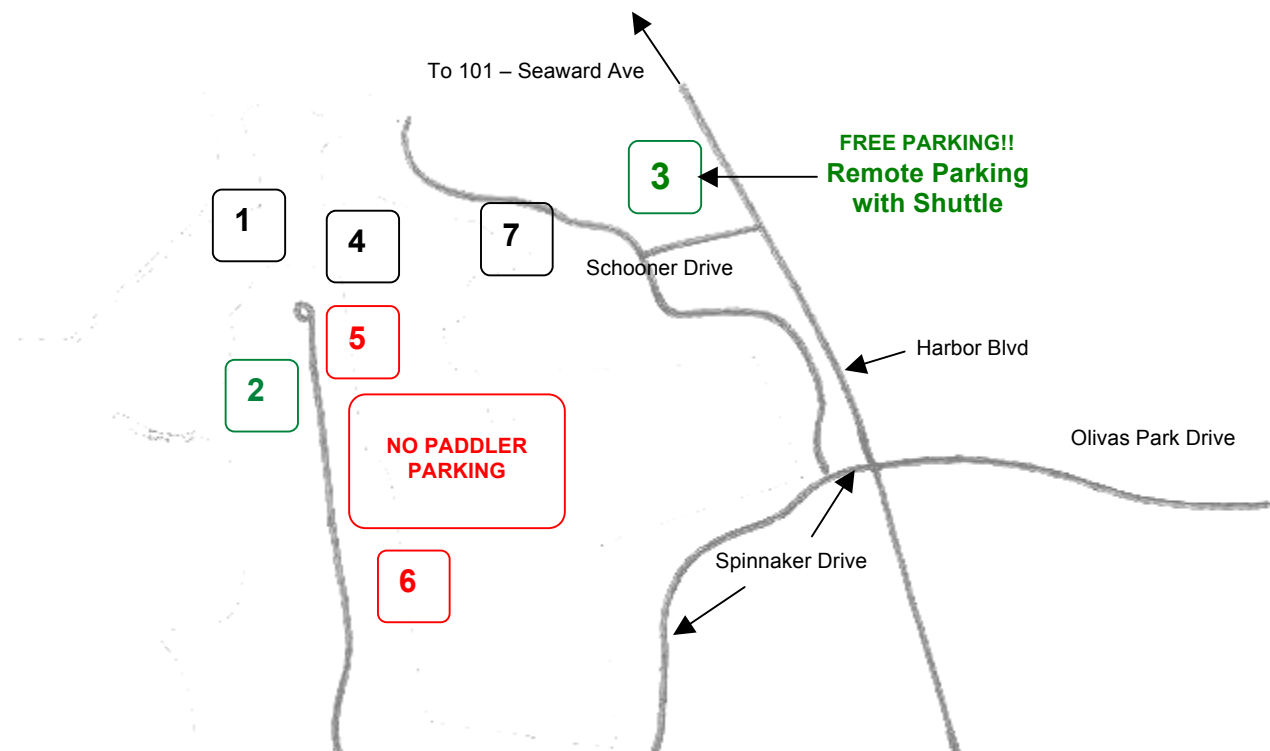 To 101 – Seaward Ave
FREE PARKING!!
Remote Parking
with Shuttle
3
1
4
7
Schooner Drive
5
Harbor Blvd
2
NO PADDLER
PARKING
Olivas Park Drive
Spinnaker Drive
6